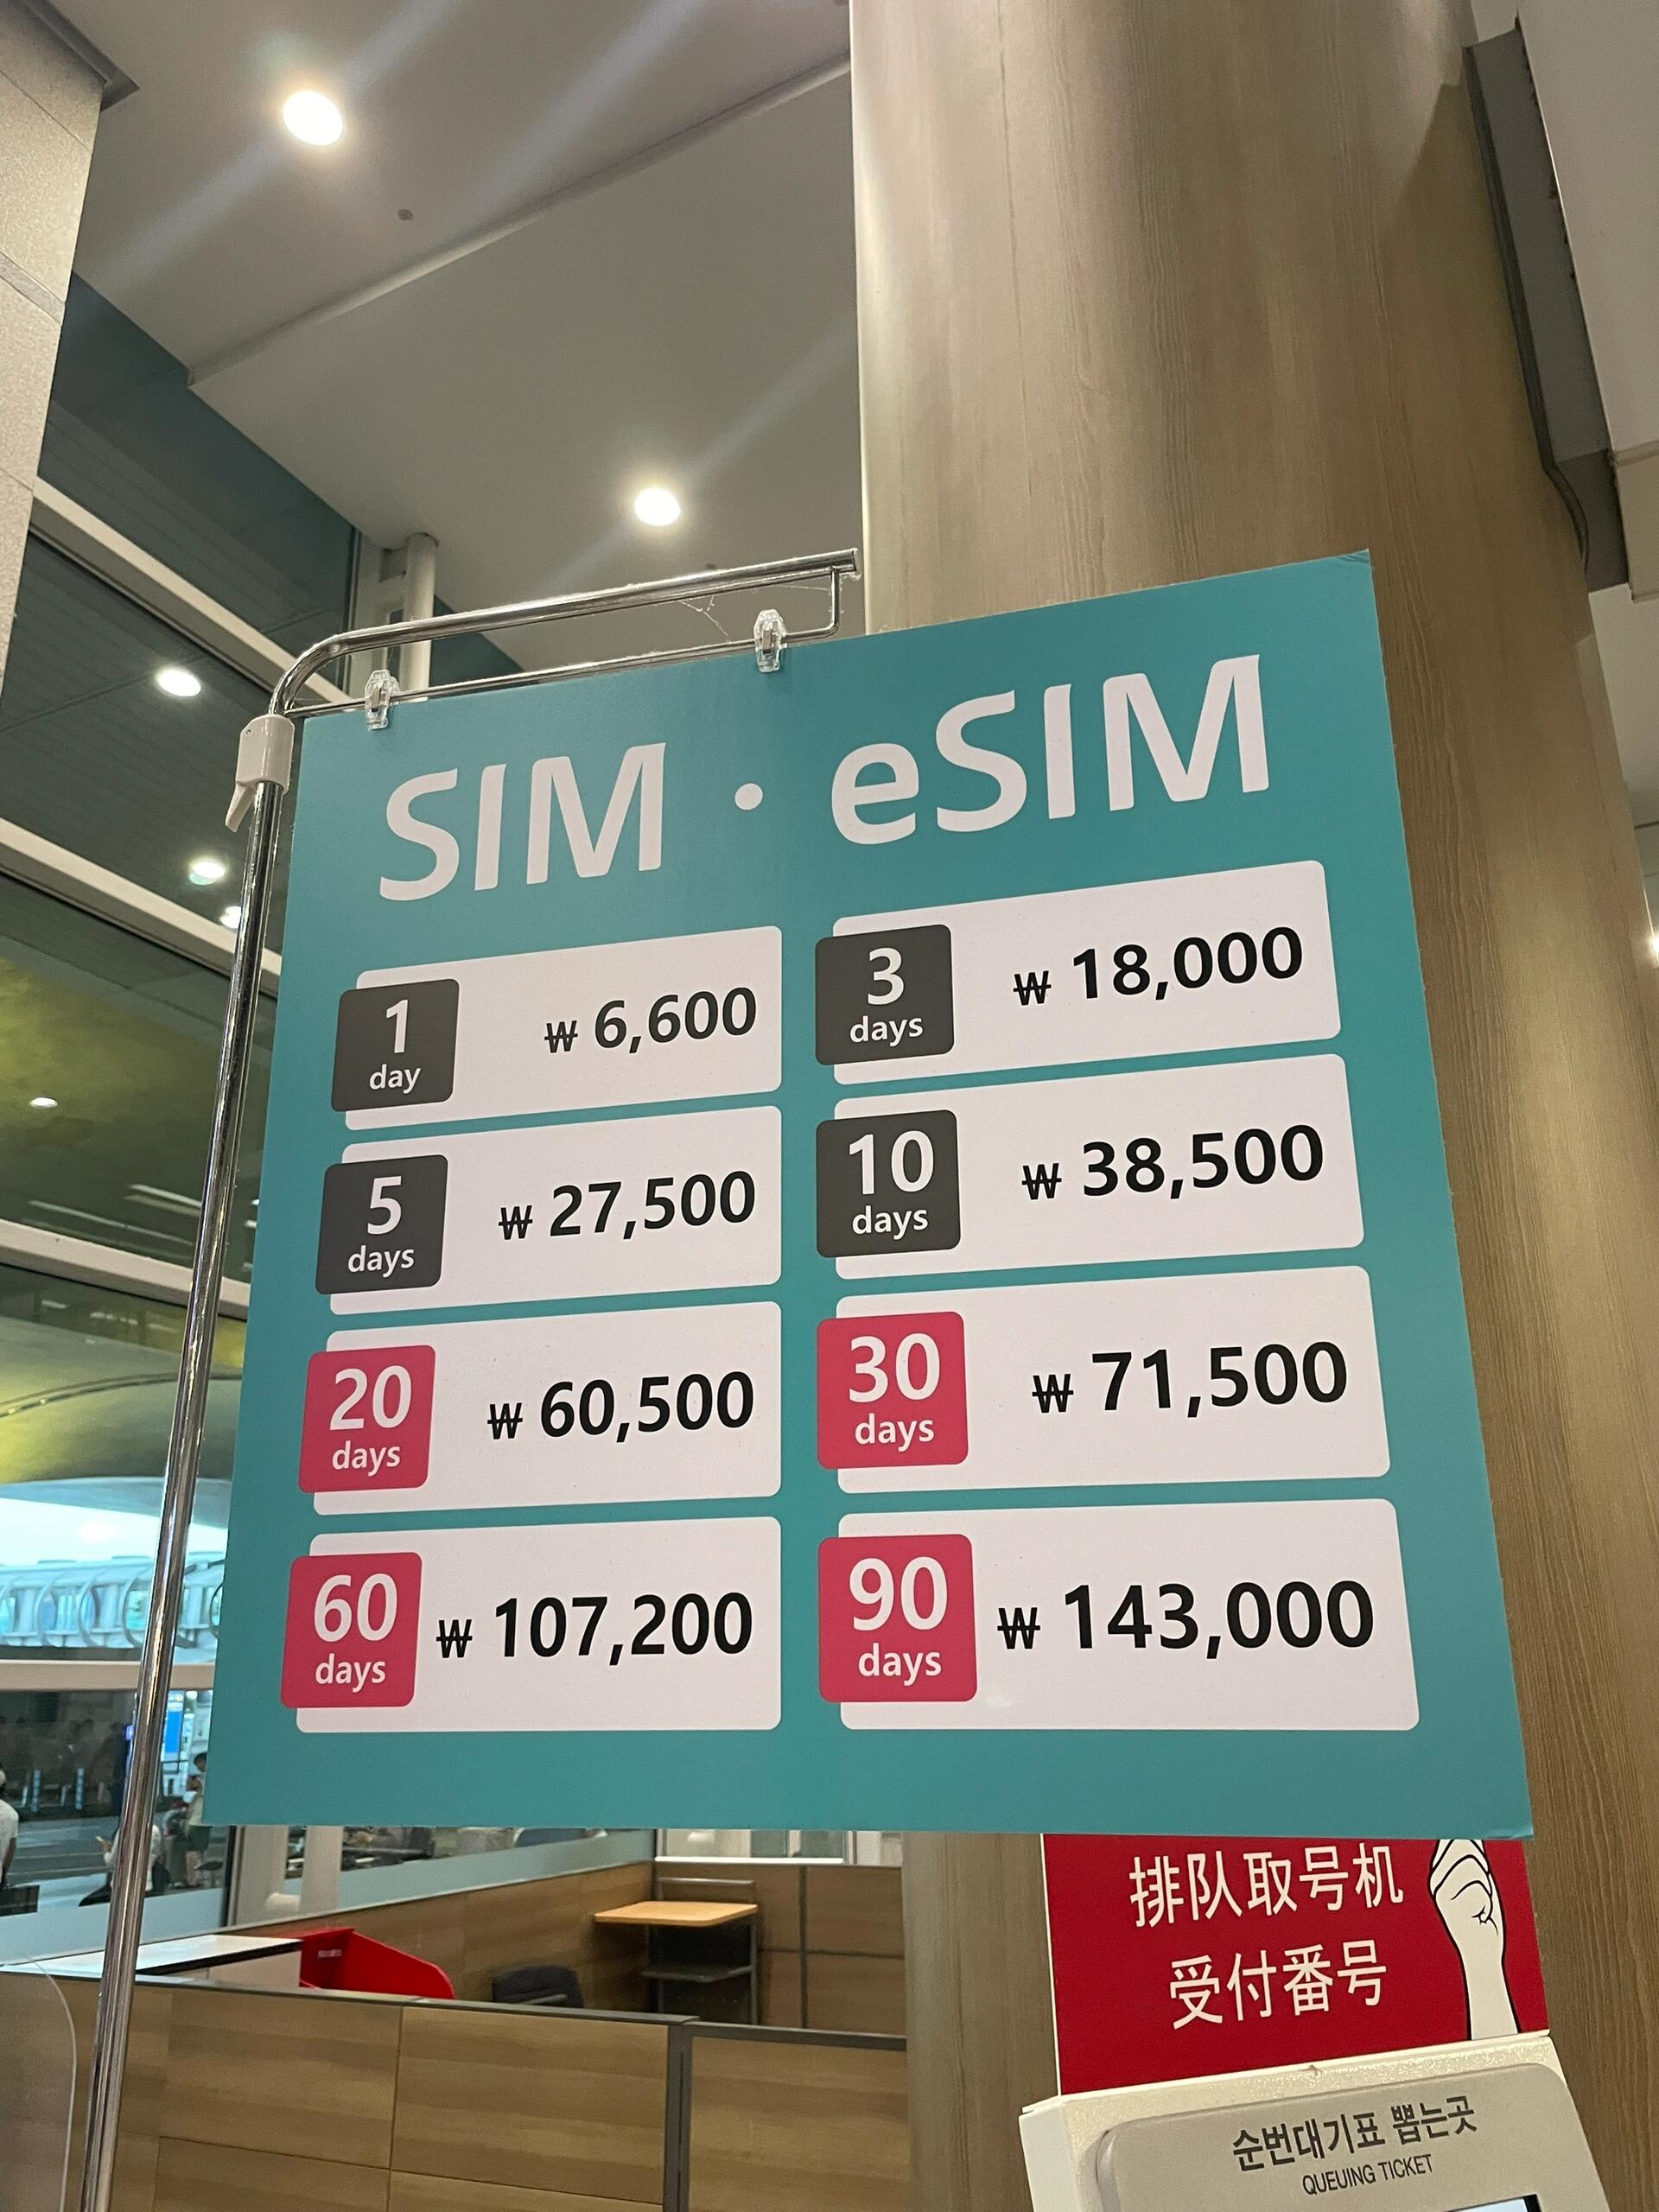 SIM · eSIM
1
day
₩ 6,600
3
days
₩ 18,000
5
days
₩ 27,500
10
days
₩ 38,500
20
days
₩ 60,500
30
days
₩ 71,500
60
days
₩ 107,200
90
days
₩ 143,000
排队取号机
受付番号
순번대기표 뽑는곳
QUEUING TICKET